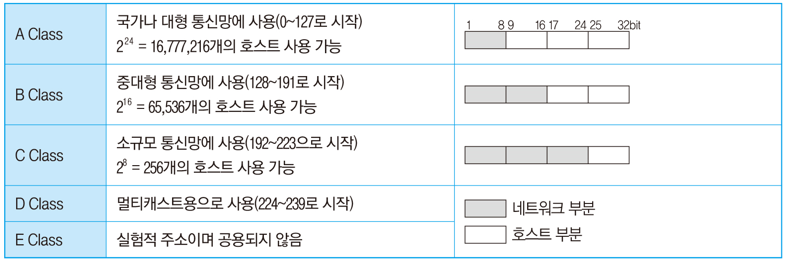 A Class
국가나 대형 통신망에 사용(0~127로 시작)
2²⁴ = 16,777,216개의 호스트 사용 가능
1 8 9 16 17 24 25 32bit
B Class
중대형 통신망에 사용(128~191로 시작)
2¹⁶ = 65,536개의 호스트 사용 가능
C Class
소규모 통신망에 사용(192~223으로 시작)
2⁸ = 256개의 호스트 사용 가능
D Class
멀티캐스트용으로 사용(224~239로 시작)
네트워크 부분
E Class
실험적 주소이며 공용되지 않음
호스트 부분